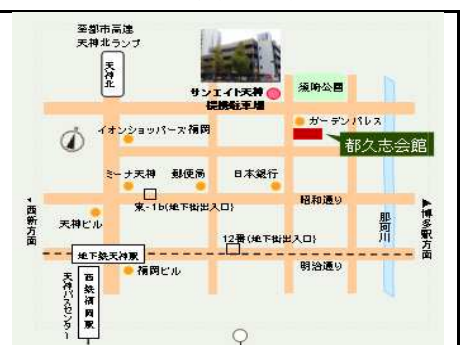 至都市高速
天神北ランプ
天神北
サンエイト天神
提携駐車場
須崎公園
ガーデンパレス
都久志会館
イオンショッパーズ福岡
ミーナ天神
郵便局
日本銀行
東-1b(地下街出入口)
昭和通り
天神ビル
12番(地下街出入口)
那珂川
西新方面
博多駅方面
地下鉄天神駅
明治通り
福岡ビル
西鉄福岡駅
天神バスセンター